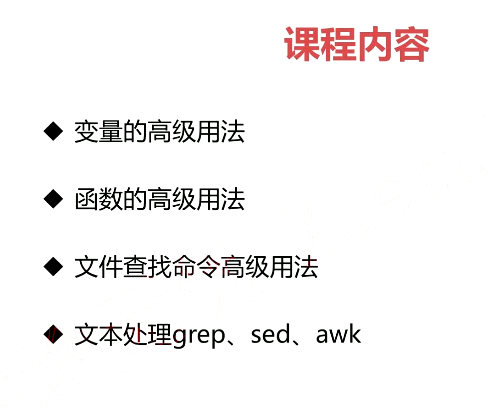 课程内容
◆ 变量的高级用法
◆ 函数的高级用法
◆ 文件查找命令高级用法
◆ 文本处理grep、sed、awk